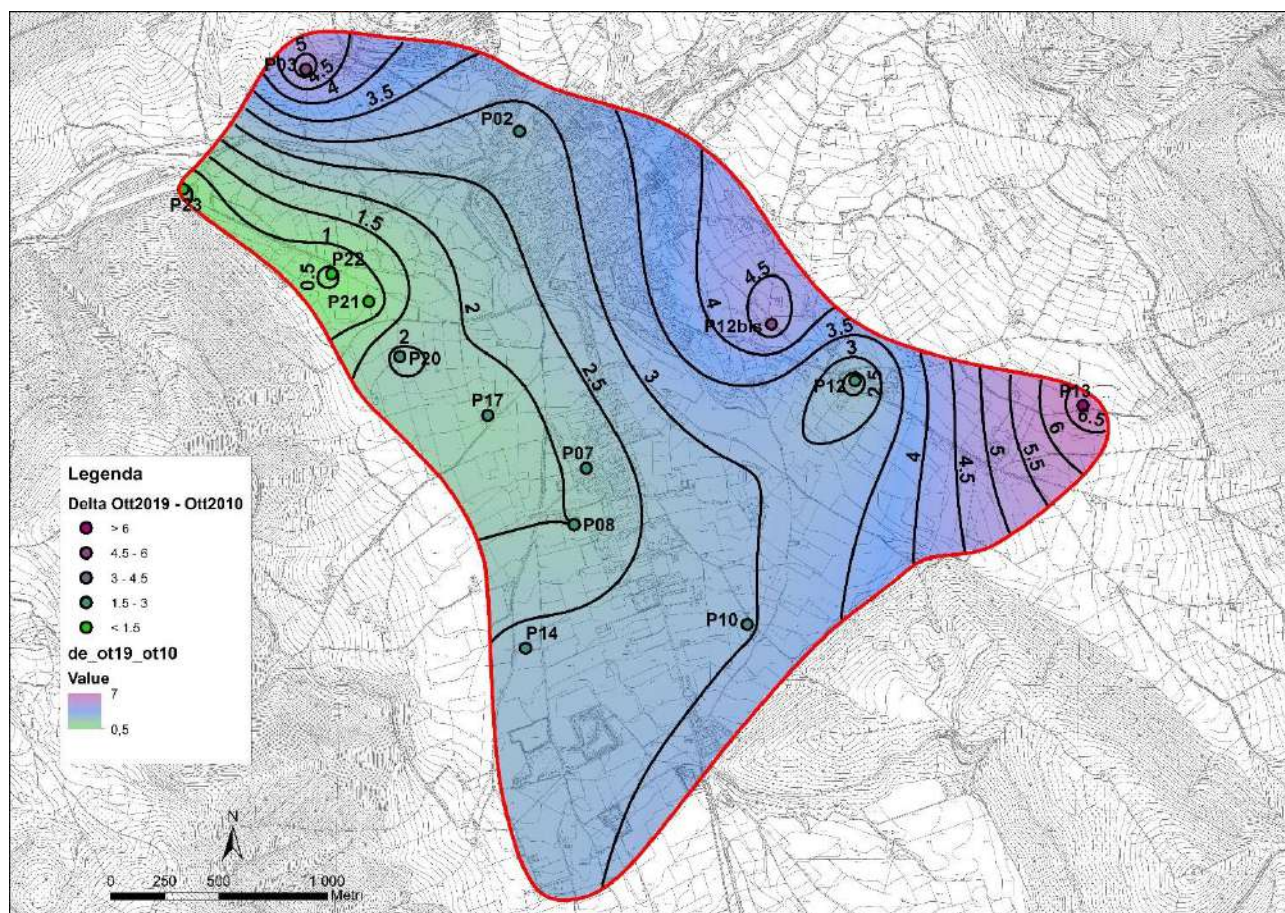 5
P03
4.5
4
3.5
P02
P23
1.5
1
P22
0.5
P21
2
P20
2
4.5
4
P12bis
3.5
3
P12
2.5
P13
6.5
P17
2.5
3
6
5.5
5
4.5
4
P07
P08
P10
P14
Legenda
Delta Ott2019 - Ott2010
> 6
4.5 - 6
3 - 4.5
1.5 - 3
< 1.5
de_ot19_ot10
Value
7
0,5
N
0 250 500 1 000
Metri